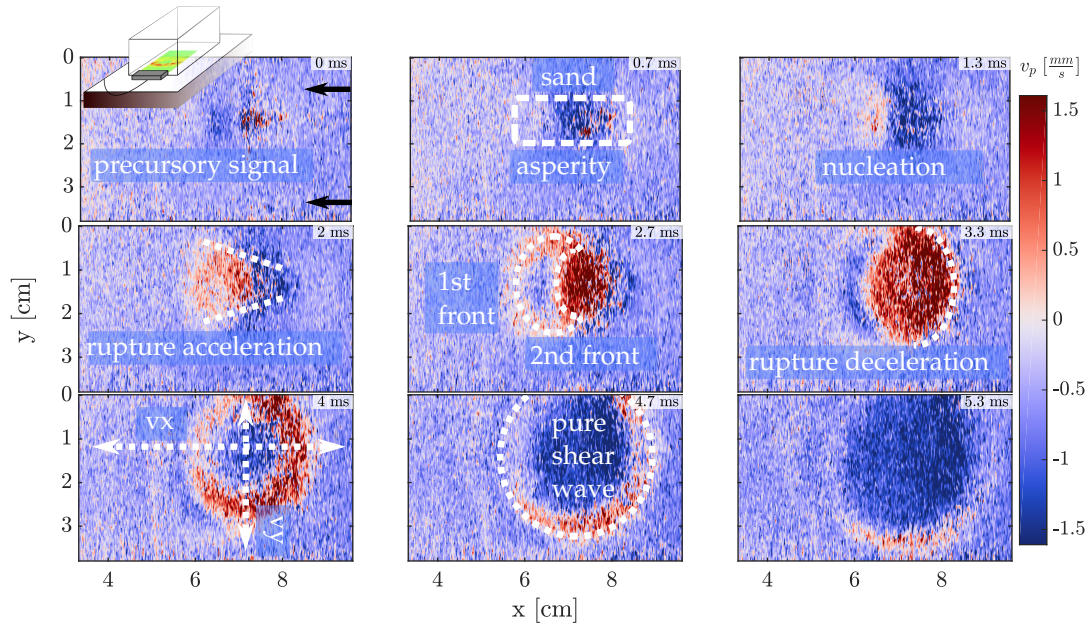 0 ms
0.7 ms
1.3 ms
v_p [mm/s]
0
1
2
3
precursory signal
sand
asperity
nucleation
1.5
1
0.5
0
-0.5
-1
-1.5
2 ms
2.7 ms
3.3 ms
y [cm]
0
1
2
3
rupture acceleration
1st
front
2nd front
rupture deceleration
4 ms
4.7 ms
5.3 ms
0
1
2
3
vx
vy
pure
shear
wave
4 6 8
4 6 8
4 6 8
x [cm]